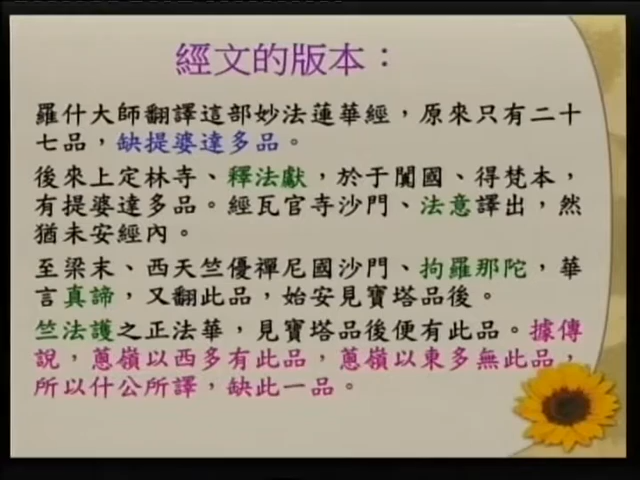 經文的版本：
羅什大師翻譯這部妙法蓮華經，原來只有二十
七品，缺提婆達多品。
後來上定林寺、釋法獻，於于闐國、得梵本，
有提婆達多品。經瓦官寺沙門、法意譯出，然
猶未安經內。
至梁末、西天竺優禪尼國沙門、拘羅那陀，華
言真諦，又翻此品，始安見寶塔品後。
竺法護之正法華，見寶塔品後便有此品。據傳
說，蔥嶺以西多有此品，蔥嶺以東多無此品，
所以什公所譯，缺此一品。